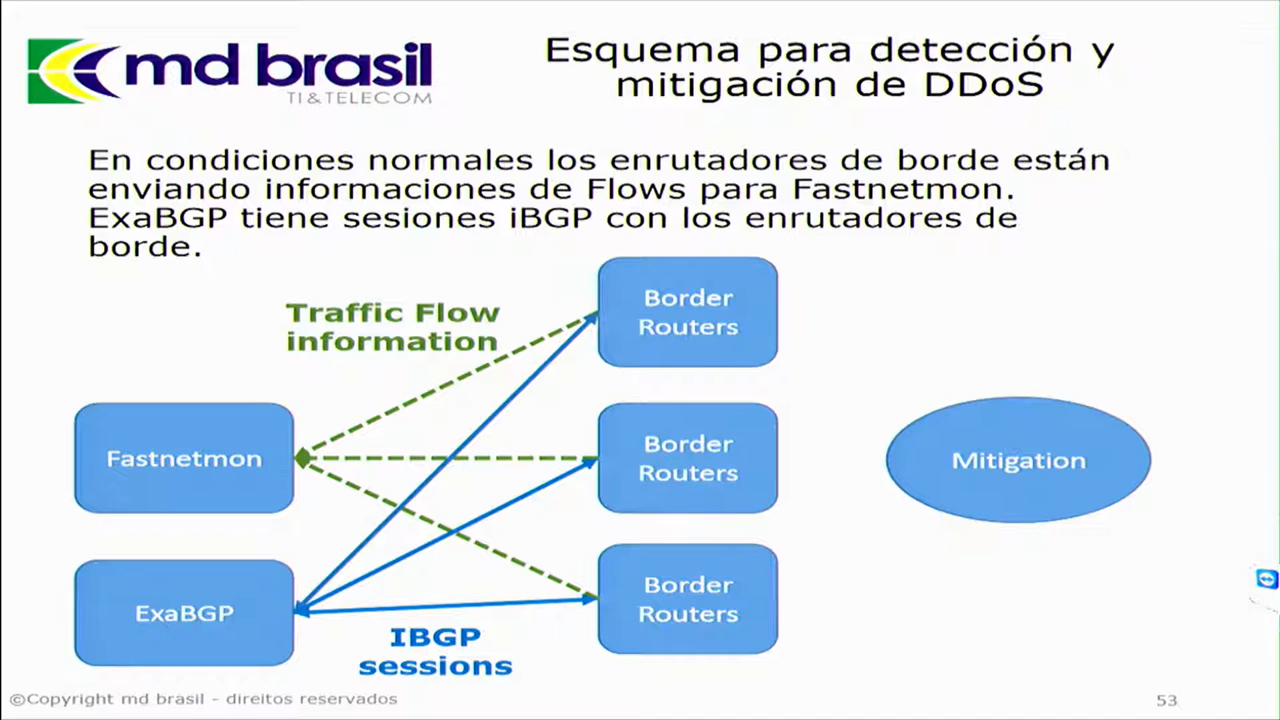 md brasil
TI & TELECOM
Esquema para detección y
mitigación de DDoS
En condiciones normales los enrutadores de borde están
enviando informaciones de Flows para Fastnetmon.
ExaBGP tiene sesiones iBGP con los enrutadores de
borde.
Traffic Flow
information
Border
Routers
Fastnetmon
Border
Routers
Mitigation
ExaBGP
Border
Routers
IBGP
sessions
©Copyright md brasil - direitos reservados
53